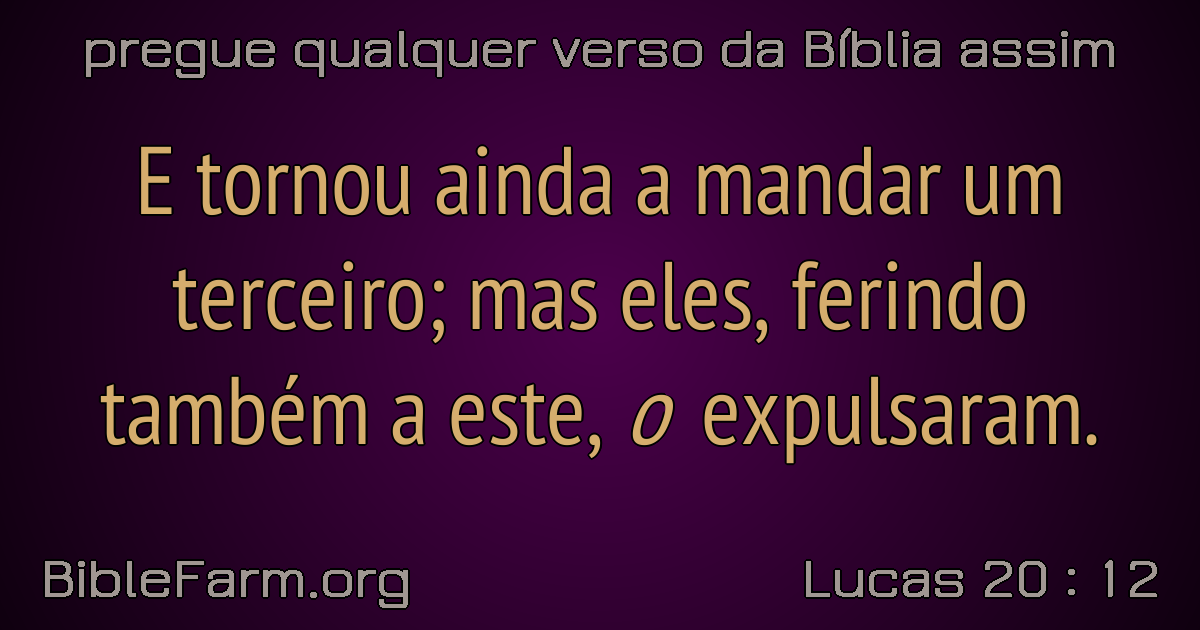 pregue qualquer verso da Bíblia assim
E tornou ainda a mandar um
terceiro; mas eles, ferindo
também a este, o expulsaram.
BibleFarm.org
Lucas 20 : 12